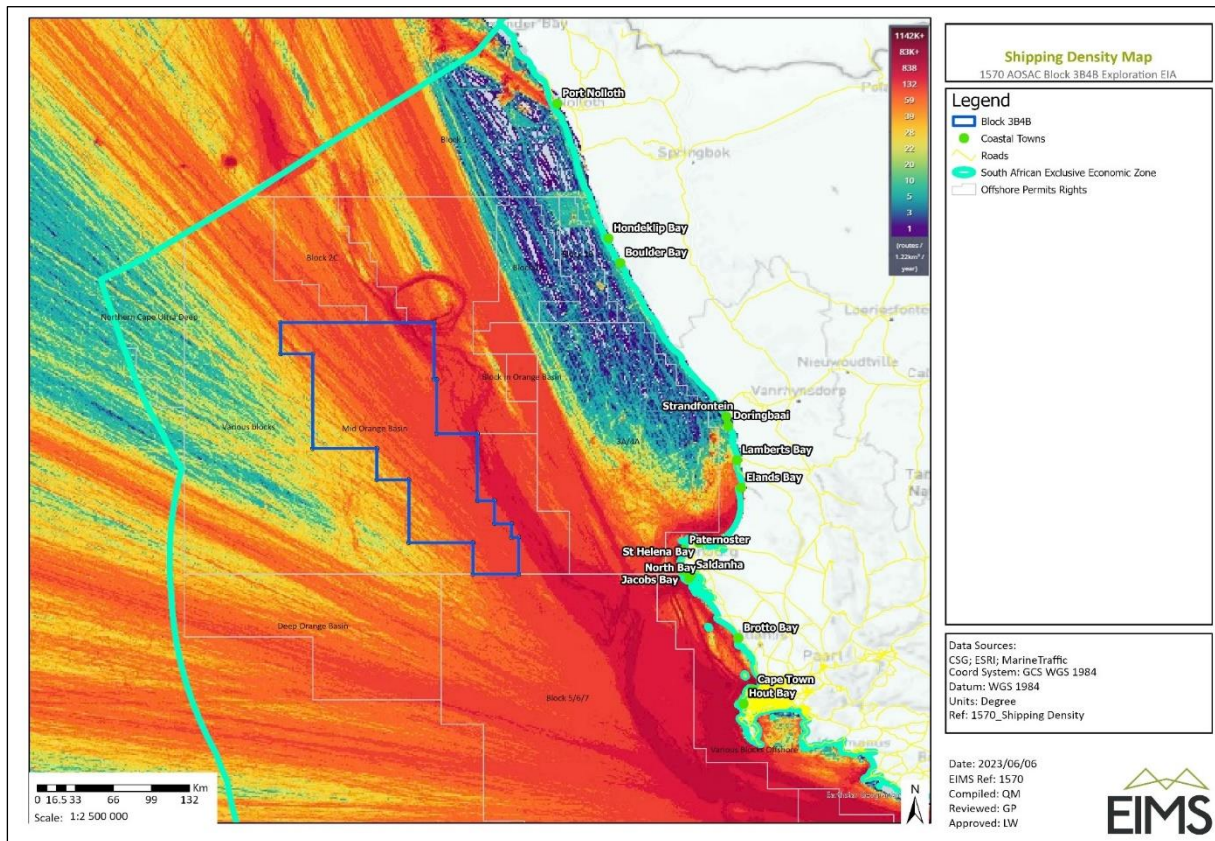 Port Nolloth
Springbok
Block 1
Hondeklip Bay
Boulder Bay
Block 2C
Northern Cape Ultra Deep
Block in Orange Basin
Nieuwoudtville
Vanrhynsdorp
Various blocks
Mid Orange Basin
3A/4A
Strandfontein
Doringbaai
Lamberts Bay
Elands Bay
Paternoster
St Helena Bay
North Bay
Saldanha
Jacobs Bay
Deep Orange Basin
Brotto Bay
Cape Town
Hout Bay
Block 5/6/7
Various Blocks Offshore
Km
0 16.5 33 66 99 132
Scale: 1:2 500 000
N
1142K+
83K+
838
132
59
39
28
22
20
10
5
3
1
(routes /
1.22km² /
year)
Shipping Density Map
1570 AOSAC Block 3B4B Exploration EIA
Legend
Block 3B4B
Coastal Towns
Roads
South African Exclusive Economic Zone
Offshore Permits Rights
Data Sources:
CSG; ESRI; MarineTraffic
Coord System: GCS WGS 1984
Datum: WGS 1984
Units: Degree
Ref: 1570_Shipping Density
Date: 2023/06/06
EIMS Ref: 1570
Compiled: QM
Reviewed: GP
Approved: LW
EIMS